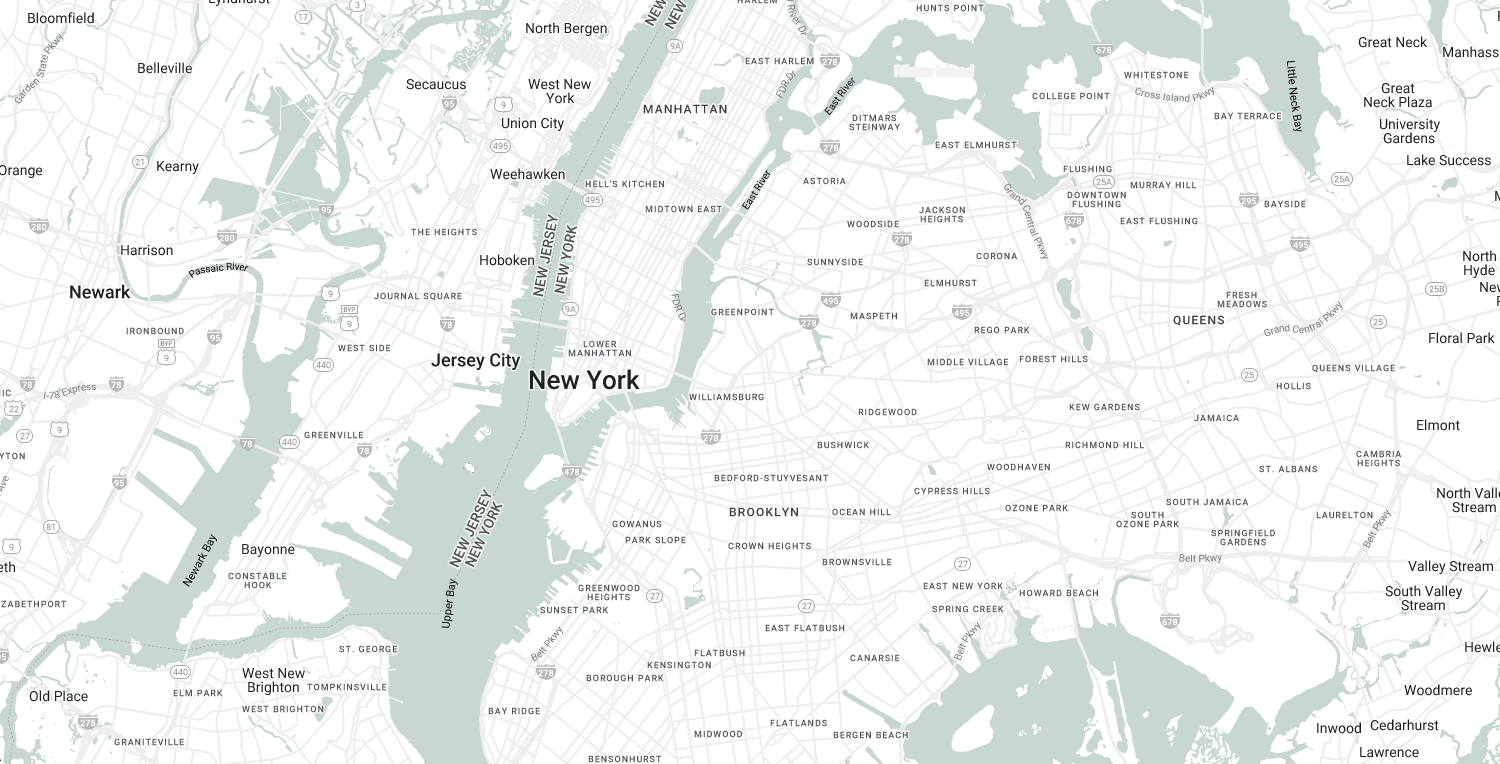 Lyndhurst
HARLEM
HUNTS POINT
Bloomfield
17
3
North Bergen
NEW
NEW
River Dr
9A
Great Neck
Manhass
678
Garden State Pkwy
Belleville
EAST HARLEM
278
Secaucus
95
9
West New
York
FDR Dr
East River
WHITESTONE
COLLEGE POINT
Cross Island Pkwy
Little Neck Bay
Great
Neck Plaza
MANHATTAN
Union City
DITMARS
STEINWAY
BAY TERRACE
University
Gardens
495
278
EAST ELMHURST
21
Kearny
Orange
Weehawken
HELL'S KITCHEN
495
East River
ASTORIA
FLUSHING
25A
MURRAY HILL
DOWNTOWN
FLUSHING
25A
Lake Success
95
MIDTOWN EAST
Grand Central Pkwy
JACKSON
HEIGHTS
WOODSIDE
278
678
EAST FLUSHING
295
BAYSIDE
280
280
THE HEIGHTS
NEW JERSEY
NEW YORK
495
Harrison
Hoboken
SUNNYSIDE
CORONA
North
Hyde
Passaic River
Newark
9
JOURNAL SQUARE
BYP
9
9A
FDR Dr
GREENPOINT
495
278
MASPETH
ELMHURST
495
REGO PARK
FRESH
MEADOWS
QUEENS
Grand Central Pkwy
25B
25
IRONBOUND
BYP
9
95
78
WEST SIDE
440
Jersey City
LOWER
MANHATTAN
New York
MIDDLE VILLAGE
FOREST HILLS
Floral Park
QUEENS VILLAGE
25
HOLLIS
78
78
I-78 Express
22
27
9
WILLIAMSBURG
RIDGEWOOD
KEW GARDENS
JAMAICA
Elmont
78
440
GREENVILLE
78
278
BUSHWICK
RICHMOND HILL
CAMBRIA
HEIGHTS
95
478
BEDFORD-STUYVESANT
WOODHAVEN
ST. ALBANS
CYPRESS HILLS
NEW JERSEY
NEW YORK
North Valle
Stream
81
9
GOWANUS
PARK SLOPE
BROOKLYN
OCEAN HILL
OZONE PARK
SOUTH JAMAICA
SOUTH
OZONE PARK
LAURELTON
Belt Pkwy
SPRINGFIELD
GARDENS
Newark Bay
Bayonne
CROWN HEIGHTS
Belt Pkwy
BROWNSVILLE
27
Valley Stream
CONSTABLE
HOOK
Upper Bay
GREENWOOD
HEIGHTS
27
EAST NEW YORK
HOWARD BEACH
South Valley
Stream
ZABETHPORT
SUNSET PARK
27
SPRING CREEK
678
EAST FLATBUSH
Belt Pkwy
Belt Pkwy
ST. GEORGE
FLATBUSH
KENSINGTON
CANARSIE
Hewle
440
278
BOROUGH PARK
West New
Brighton
TOMPKINSVILLE
Old Place
ELM PARK
WEST BRIGHTON
Woodmere
278
BAY RIDGE
FLATLANDS
MIDWOOD
BERGEN BEACH
Inwood
Cedarhurst
GRANITEVILLE
BENSONHURST
Lawrence